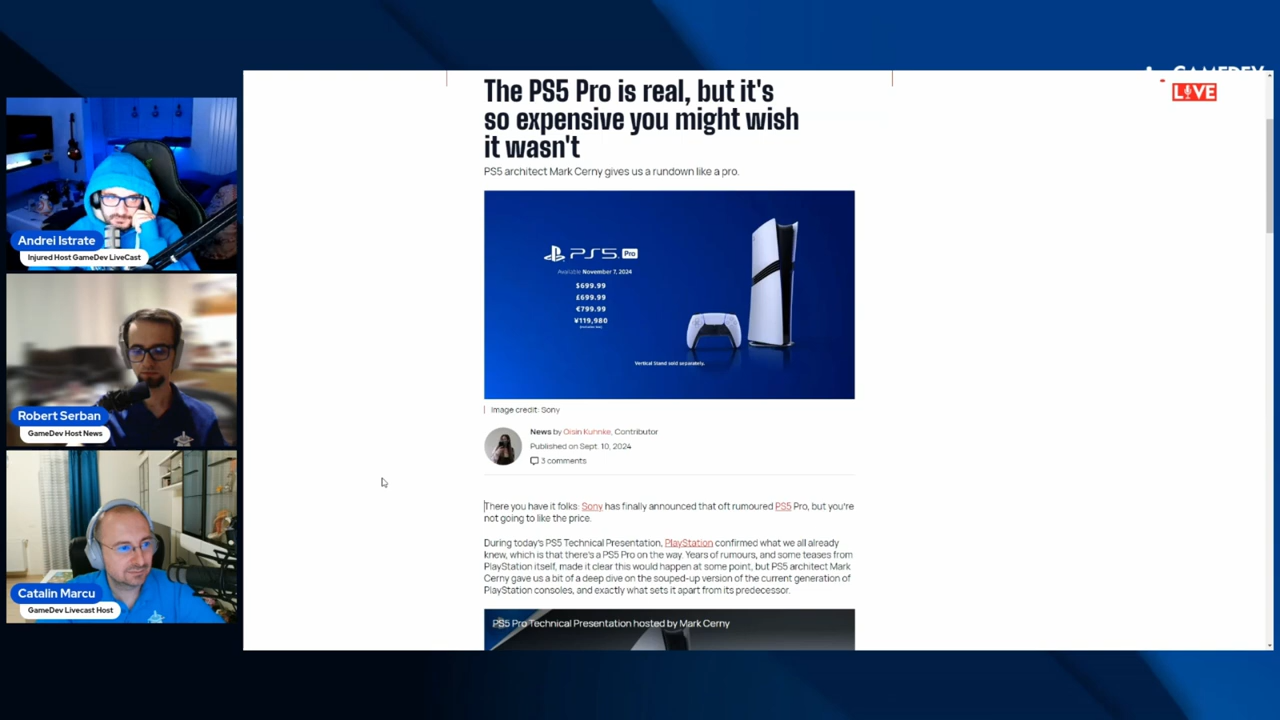 GAMEDEV
LIVE
Andrei Istrate
Injured Host GameDev LiveCast
Robert Serban
GameDev Host News
Catalin Marcu
GameDev Livecast Host
The PS5 Pro is real, but it's
so expensive you might wish
it wasn't
PS5 architect Mark Cerny gives us a rundown like a pro.
PS5 Pro
Available November 7, 2024
$699.99
£699.99
€799.99
¥119,980
Vertical stand sold separately.
Image credit: Sony
News by Oisin Kuhnke, Contributor
Published on Sept. 10, 2024
3 comments
There you have it folks. Sony has finally announced that oft rumoured PS5 Pro, but you're
not going to like the price.
During today's PS5 Technical Presentation, PlayStation confirmed what we all already
knew, which is that there's a PS5 Pro on the way. Years of rumours, and some teases from
PlayStation itself, made it clear this would happen at some point, but PS5 architect Mark
Cerny gave us a bit of a deep dive on the souped-up version of the current generation of
PlayStation consoles, and exactly what sets it apart from its predecessor.
PS5 Pro Technical Presentation hosted by Mark Cerny